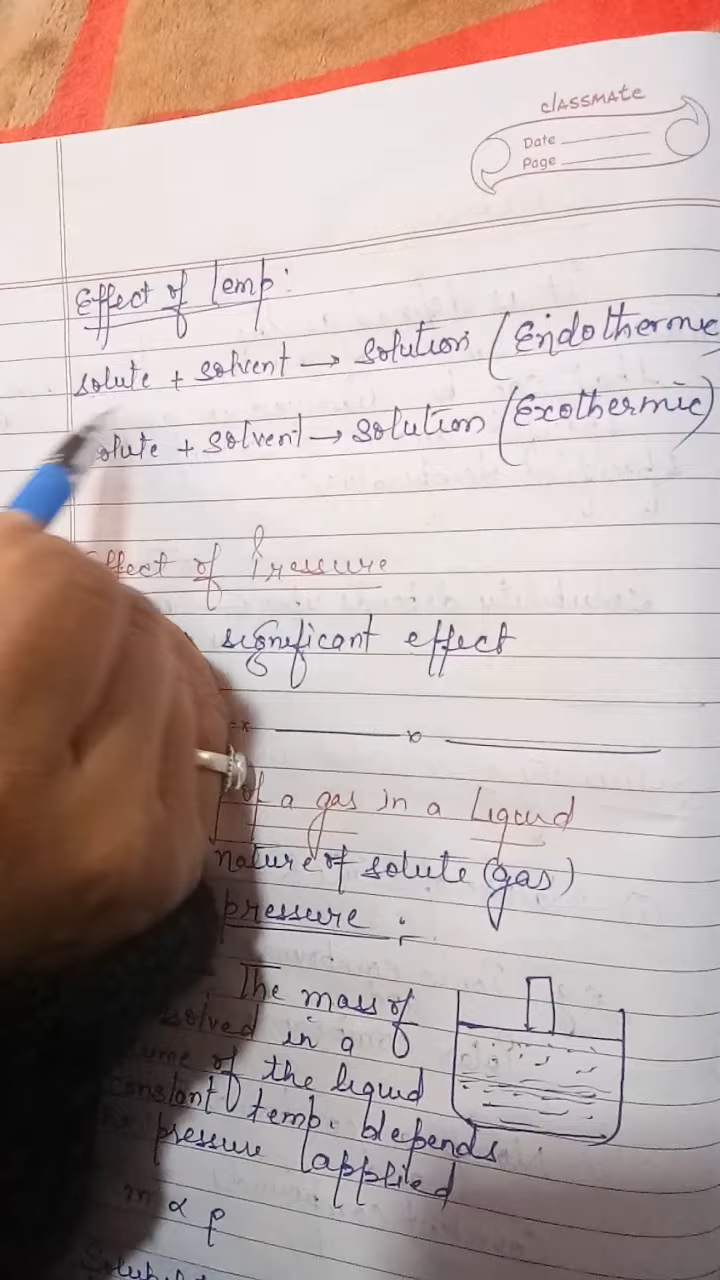 classmate
Date
Page
Effect of Temp:
Solute + solvent → solution (Endothermic
olute + solvent → solution (Exothermic)
ffect of Pressure
significant effect
of a gas in a Liquid
nature of solute (gas)
pressure :
The mass of
solved in a
ume of the liquid
constant temp. depends
pressure applied
m ∝ p